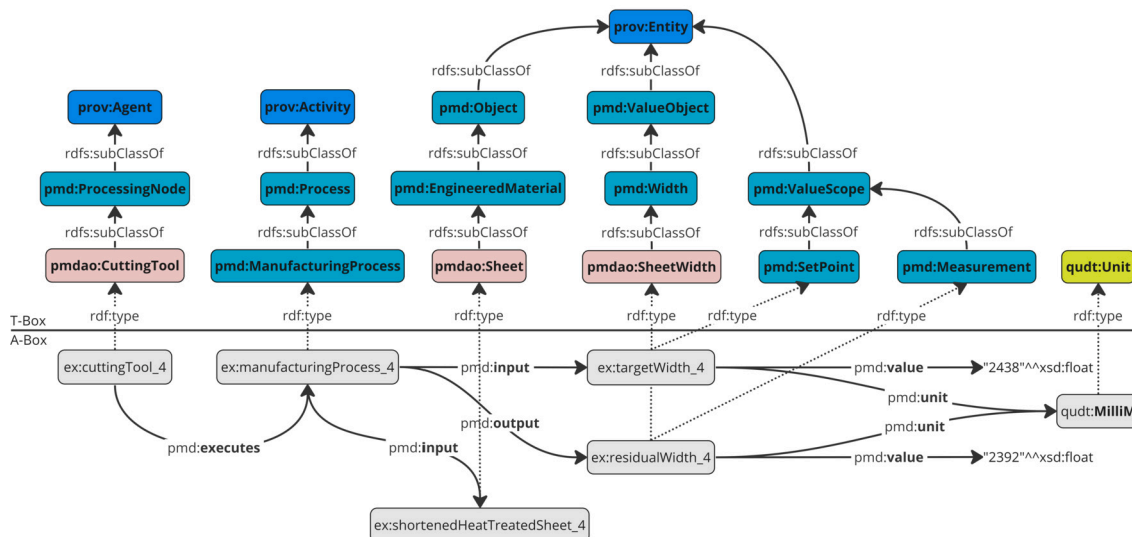 prov:Entity
rdfs:subClassOf rdfs:subClassOf
prov:Agent prov:Activity pmd:Object pmd:ValueObject
rdfs:subClassOf rdfs:subClassOf rdfs:subClassOf rdfs:subClassOf rdfs:subClassOf
pmd:ProcessingNode pmd:Process pmd:EngineeredMaterial pmd:Width pmd:ValueScope
rdfs:subClassOf rdfs:subClassOf rdfs:subClassOf rdfs:subClassOf rdfs:subClassOf rdfs:subClassOf
pmdao:CuttingTool pmd:ManufacturingProcess pmdao:Sheet pmdao:SheetWidth pmd:SetPoint pmd:Measurement qudt:Unit
T-Box rdf:type rdf:type rdf:type rdf:type rdf:type rdf:type rdf:type
A-Box
ex:cuttingTool_4 ex:manufacturingProcess_4 pmd:input ex:targetWidth_4 pmd:value "2438"^^xsd:float
pmd:unit
qudt:MilliM
pmd:output pmd:unit
pmd:executes pmd:input ex:residualWidth_4 pmd:value "2392"^^xsd:float
ex:shortenedHeatTreatedSheet_4